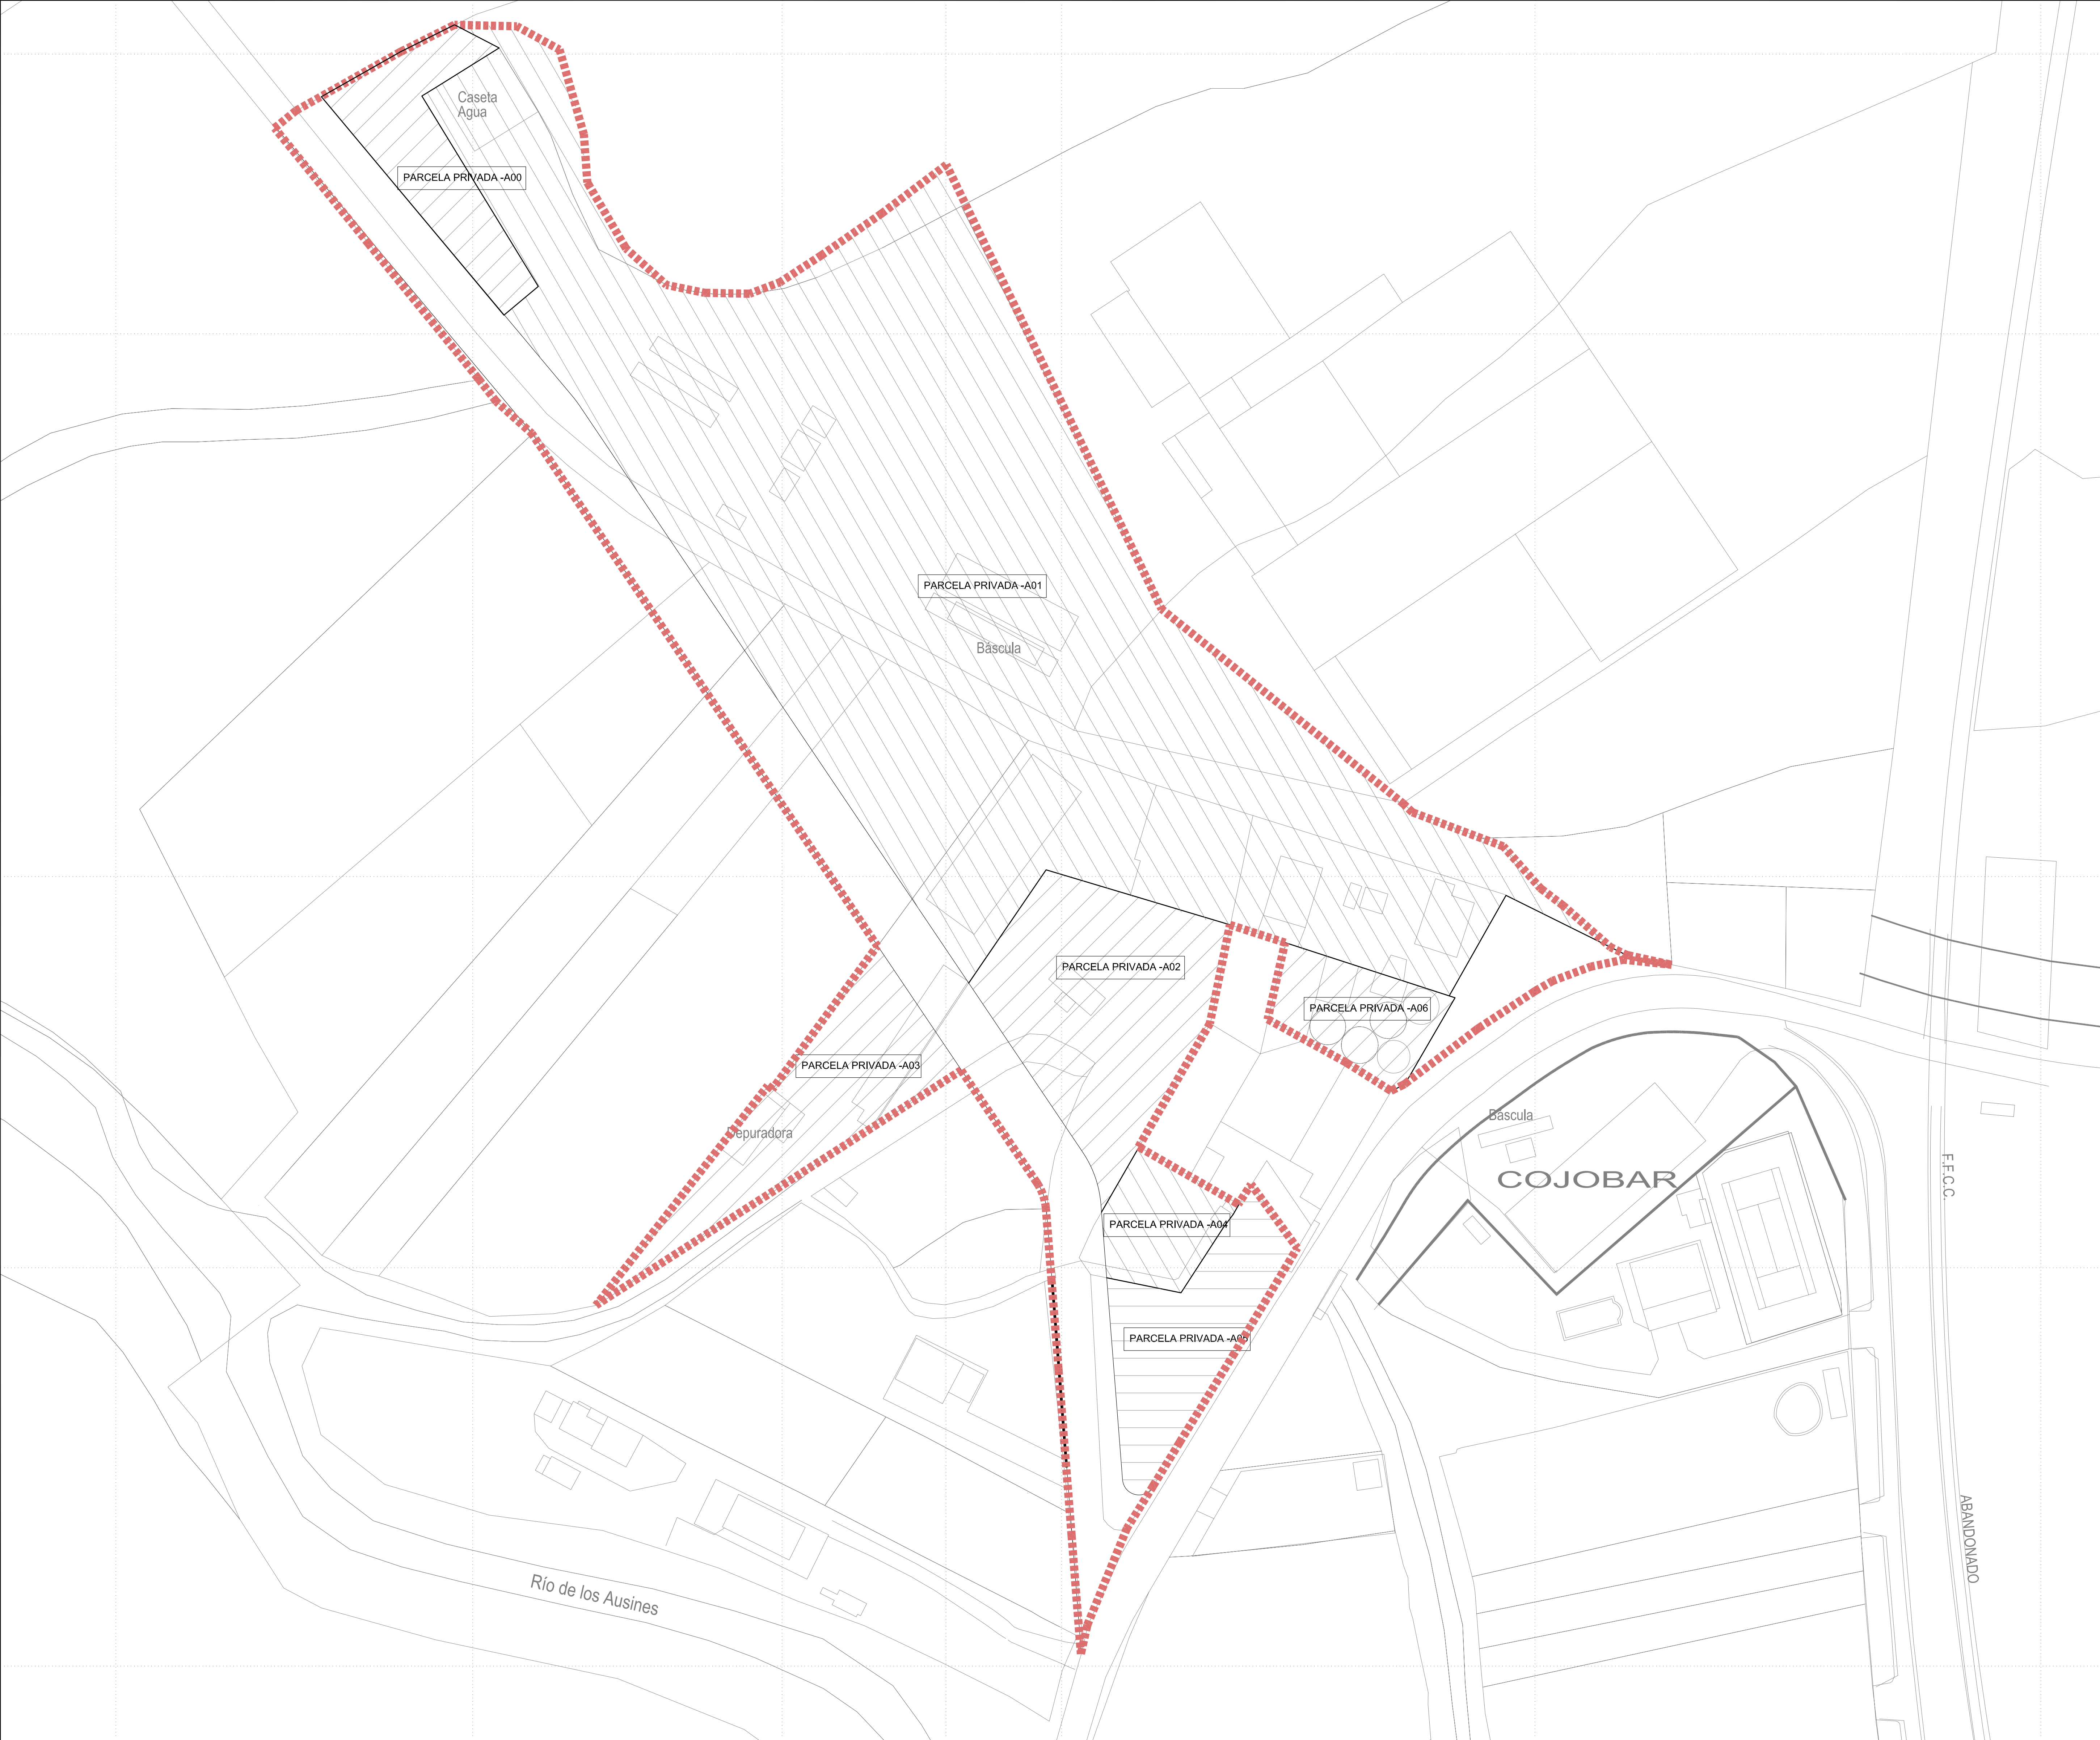 Caseta
Agua
PARCELA PRIVADA -A00
PARCELA PRIVADA -A01
Báscula
PARCELA PRIVADA -A02
PARCELA PRIVADA -A06
PARCELA PRIVADA -A03
Depuradora
Báscula
COJOBAR
F.F.C.C.
PARCELA PRIVADA -A04
PARCELA PRIVADA -A05
ABANDONADO
Río de los Ausines